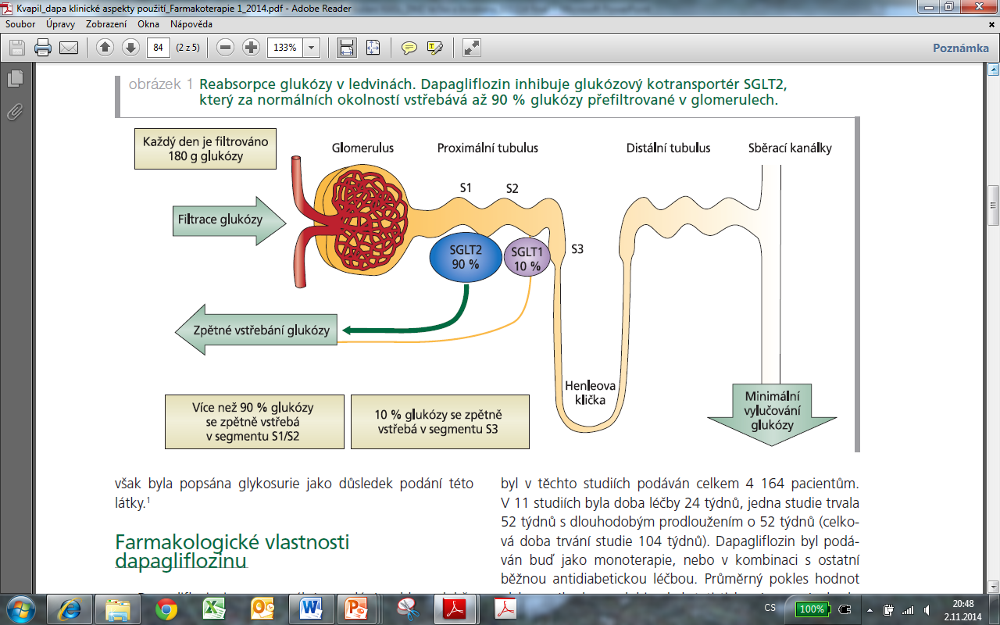 Kvapil_dapa klinické aspekty použití_Farmakoterapie 1_2014.pdf - Adobe Reader
Soubor Úpravy Zobrazení Okna Nápověda
84 (2 z 5) 133% Poznámka
obrázek 1 Reabsorpce glukózy v ledvinách. Dapagliflozin inhibuje glukózový kotransportér SGLT2,
který za normálních okolností vstřebává až 90 % glukózy přefiltrované v glomerulech.
Každý den je filtrováno
180 g glukózy
Glomerulus
Proximální tubulus
Distální tubulus
Sběrací kanálky
S1
S2
Filtrace glukózy
SGLT2
90 %
SGLT1
10 %
S3
Zpětné vstřebání glukózy
Henleova
klička
Minimální
vylučování
glukózy
Více než 90 % glukózy
se zpětně vstřebá
v segmentu S1/S2
10 % glukózy se zpětně
vstřebá v segmentu S3
však byla popsána glykosurie jako důsledek podání této
látky.1
Farmakologické vlastnosti
dapagliflozinu
byl v těchto studiích podáván celkem 4 164 pacientům.
V 11 studiích byla doba léčby 24 týdnů, jedna studie trvala
52 týdnů s dlouhodobým prodloužením o 52 týdnů (celko-
vá doba trvání studie 104 týdnů). Dapagliflozin byl podá-
ván buď jako monoterapie, nebo v kombinaci s ostatní
běžnou antidiabetickou léčbou. Průměrný pokles hodnot
CS 100% 20:48
2.11.2014